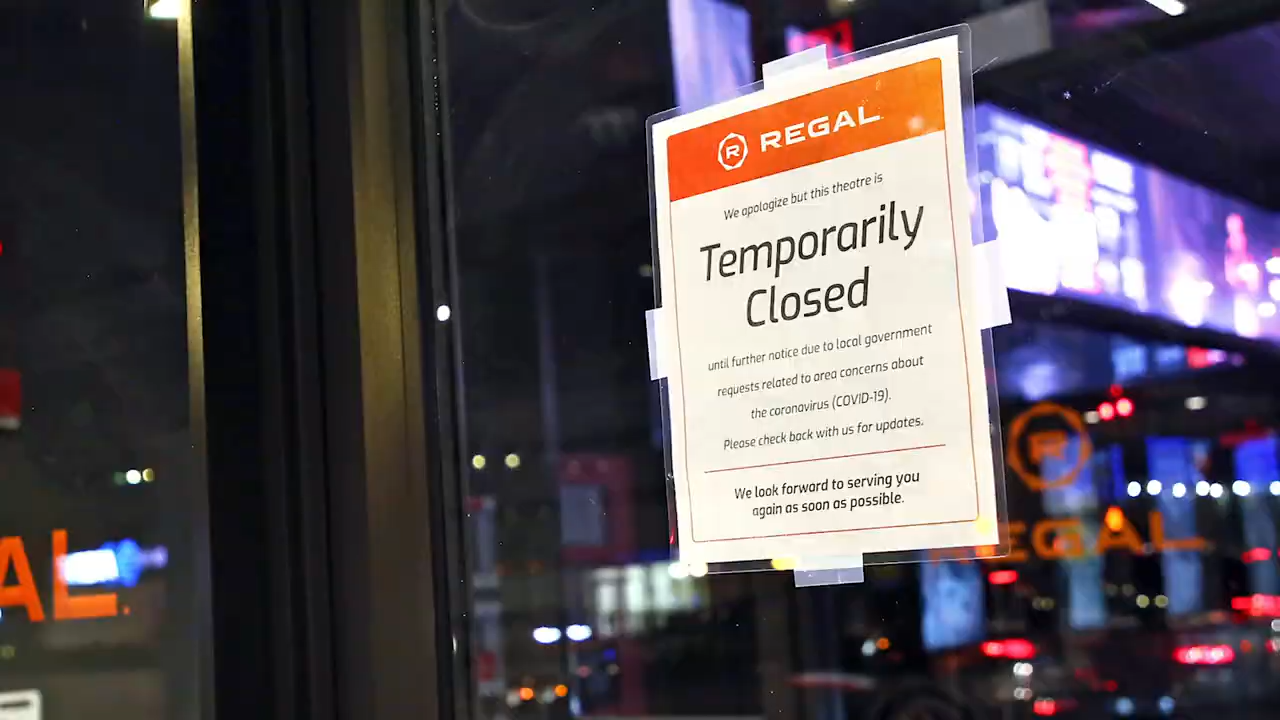 REGAL
We apologize but this theatre is
Temporarily
Closed
until further notice due to local government
requests related to area concerns about
the coronavirus (COVID-19).
Please check back with us for updates.
We look forward to serving you
again as soon as possible.
REGAL
AL